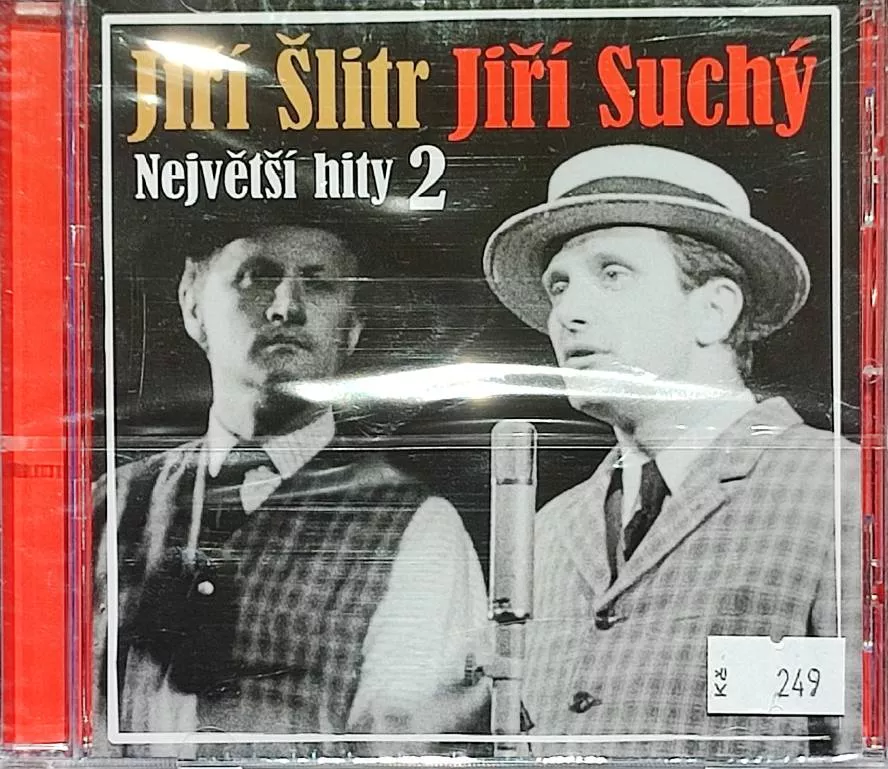 Jiří Šlitr Jiří Suchý
Největší hity 2
Kč 249